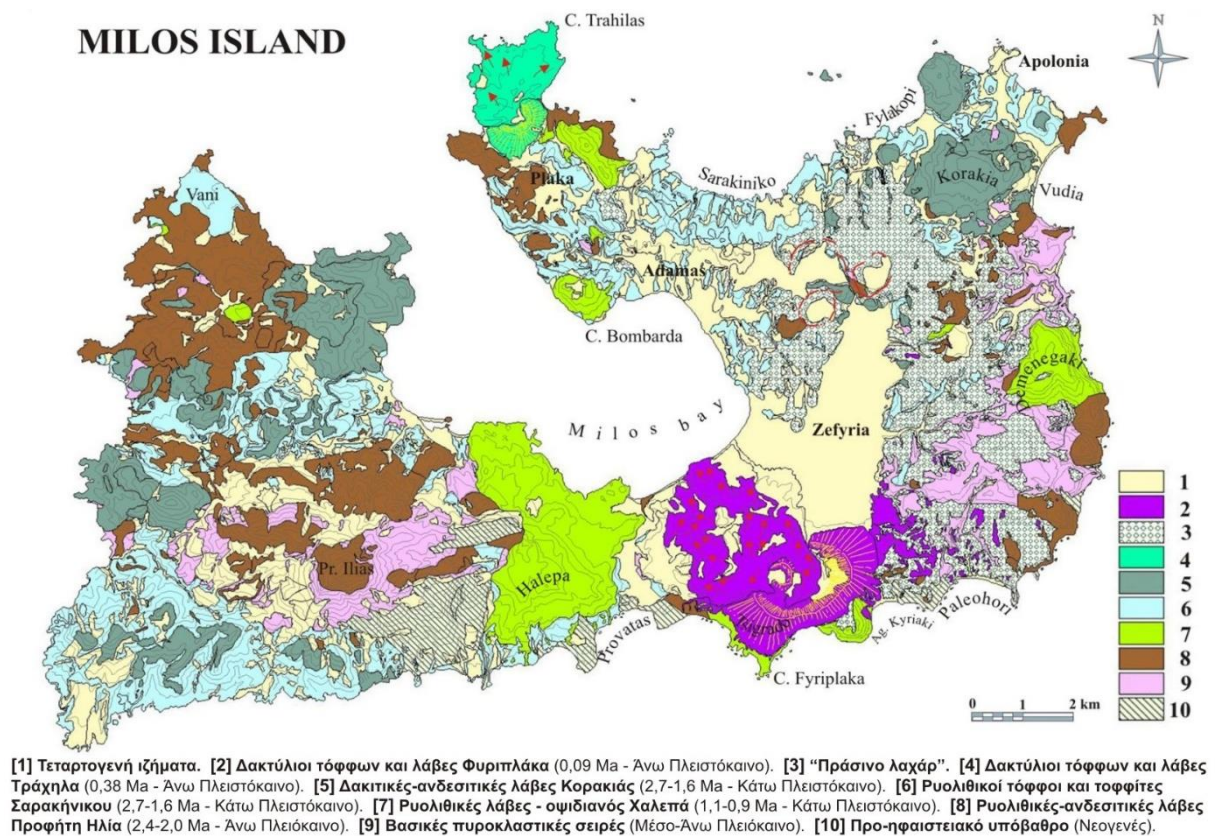 MILOS ISLAND
C. Trahilas
N
Apolonia
Fylakopi
Plaka
Sarakiniko
Korakia
Vudia
Vani
Adamas
C. Bombarda
Demenegaki
Milos bay
Zefyria
Pr. Ilias
Halepa
Provatas
Ag. Kyriaki
Paleohori
C. Fyriplaka
1
2
3
4
5
6
7
8
9
10
0 1 2 km
[1] Τεταρτογενή ιζήματα. [2] Δακτύλιοι τόφφων και λάβες Φυριπλάκα (0,09 Ma - Άνω Πλειστόκαινο). [3] “Πράσινο λαχάρ”. [4] Δακτύλιοι τόφφων και λάβες
Τράχηλα (0,38 Ma - Άνω Πλειστόκαινο). [5] Δακιτικές-ανδεσιτικές λάβες Κορακιάς (2,7-1,6 Ma - Κάτω Πλειστόκαινο). [6] Ρυολιθικοί τόφφοι και τοφφίτες
Σαρακήνικου (2,7-1,6 Ma - Κάτω Πλειστόκαινο). [7] Ρυολιθικές λάβες - οψιδιανός Χαλεπά (1,1-0,9 Ma - Κάτω Πλειστόκαινο). [8] Ρυολιθικές-ανδεσιτικές λάβες
Προφήτη Ηλία (2,4-2,0 Ma - Άνω Πλειόκαινο). [9] Βασικές πυροκλαστικές σειρές (Μέσο-Άνω Πλειόκαινο). [10] Προ-ηφαιστειακό υπόβαθρο (Νεογενές).